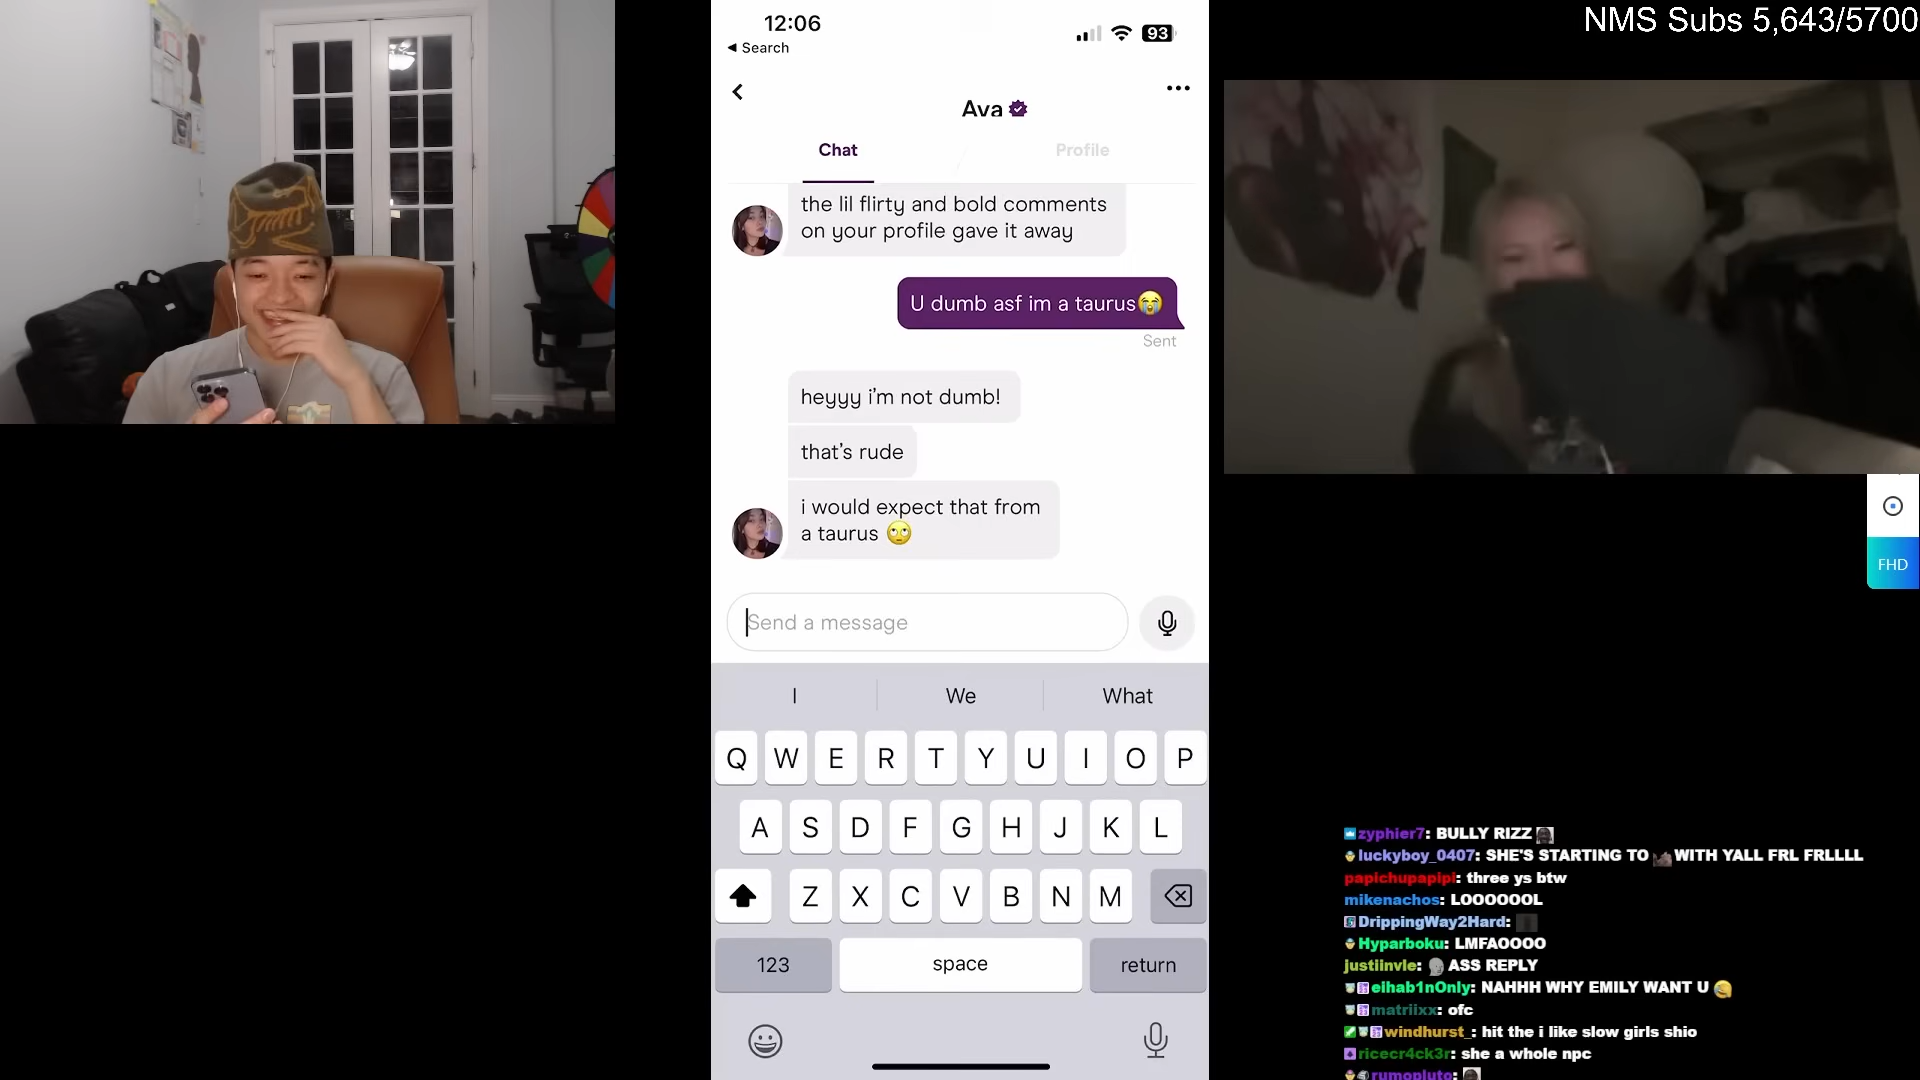 NMS Subs 5,643/5700
12:06
93
Search
Ava
Chat
Profile
the lil flirty and bold comments
on your profile gave it away
U dumb asf im a taurus😭
Sent
heyyy i'm not dumb!
that's rude
i would expect that from
a taurus 🙄
Send a message
I
We
What
Q W E R T Y U I O P
A S D F G H J K L
Z X C V B N M
123
space
return
FHD
zyphier7: BULLY RIZZ
luckyboy_0407: SHE'S STARTING TO WITH YALL FRL FRLLLL
papichupapipi: three ys btw
mikenachos: LOOOOOOL
DrippingWay2Hard:
Hyparboku: LMFAOOOO
justiinvle: ASS REPLY
eihab1nOnly: NAHHH WHY EMILY WANT U
matriixx: ofc
windhurst_: hit the i like slow girls shio
ricecr4ck3r: she a whole npc
rumopluto: